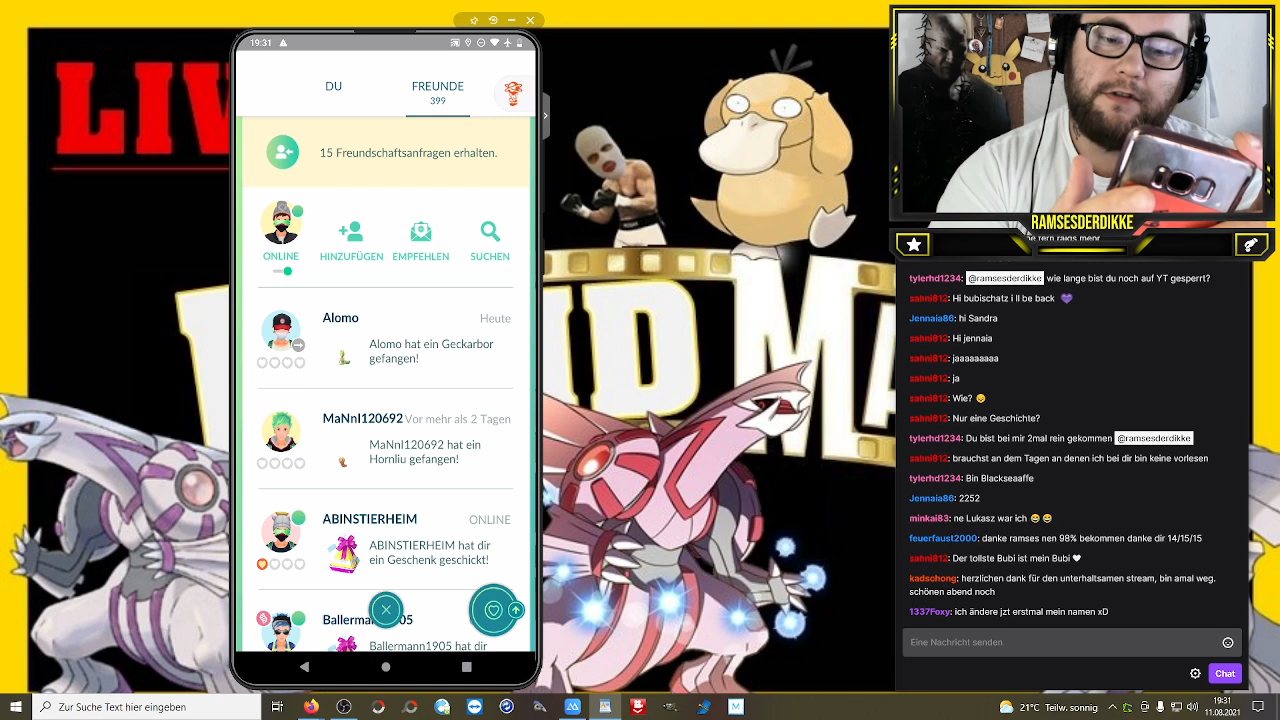 19:31
DU
FREUNDE
399
15 Freundschaftsanfragen erhalten.
ONLINE
HINZUFÜGEN
EMPFEHLEN
SUCHEN
Alomo
Heute
Alomo hat ein Geckarbor
gefangen!
MaNnI120692
Vor mehr als 2 Tagen
MaNnI120692 hat ein
Hornliu gefangen!
ABINSTIERHEIM
ONLINE
ABINSTIERHEIM hat dir
ein Geschenk geschickt!
Ballermann1905 hat dir
LIV
RAMSESDERDIKKE
tylerhd1234: @ramsesderdikke wie lange bist du noch auf YT gesperrt?
sahni812: Hi bubischatz i ll be back
Jennaia86: hi Sandra
sahni812: Hi jennaia
sahni812: jaaaaaaaaa
sahni812: ja
sahni812: Wie?
sahni812: Nur eine Geschichte?
tylerhd1234: Du bist bei mir 2mal rein gekommen @ramsesderdikke
sahni812: brauchst an dem Tagen an denen ich bei dir bin keine vorlesen
tylerhd1234: Bin Blackseaaffe
Jennaia86: 2252
minkai83: ne Lukasz war ich
feuerfaust2000: danke ramses nen 98% bekommen danke dir 14/15/15
sahni812: Der tollste Bubi ist mein Bubi
kadschong: herzlichen dank für den unterhaltsamen stream, bin amal weg.
schönen abend noch
1337Foxy: ich ändere jzt erstmal mein namen xD
Eine Nachricht senden
Chat
Zur Suche Text hier eingeben
19:31
11.08.2021